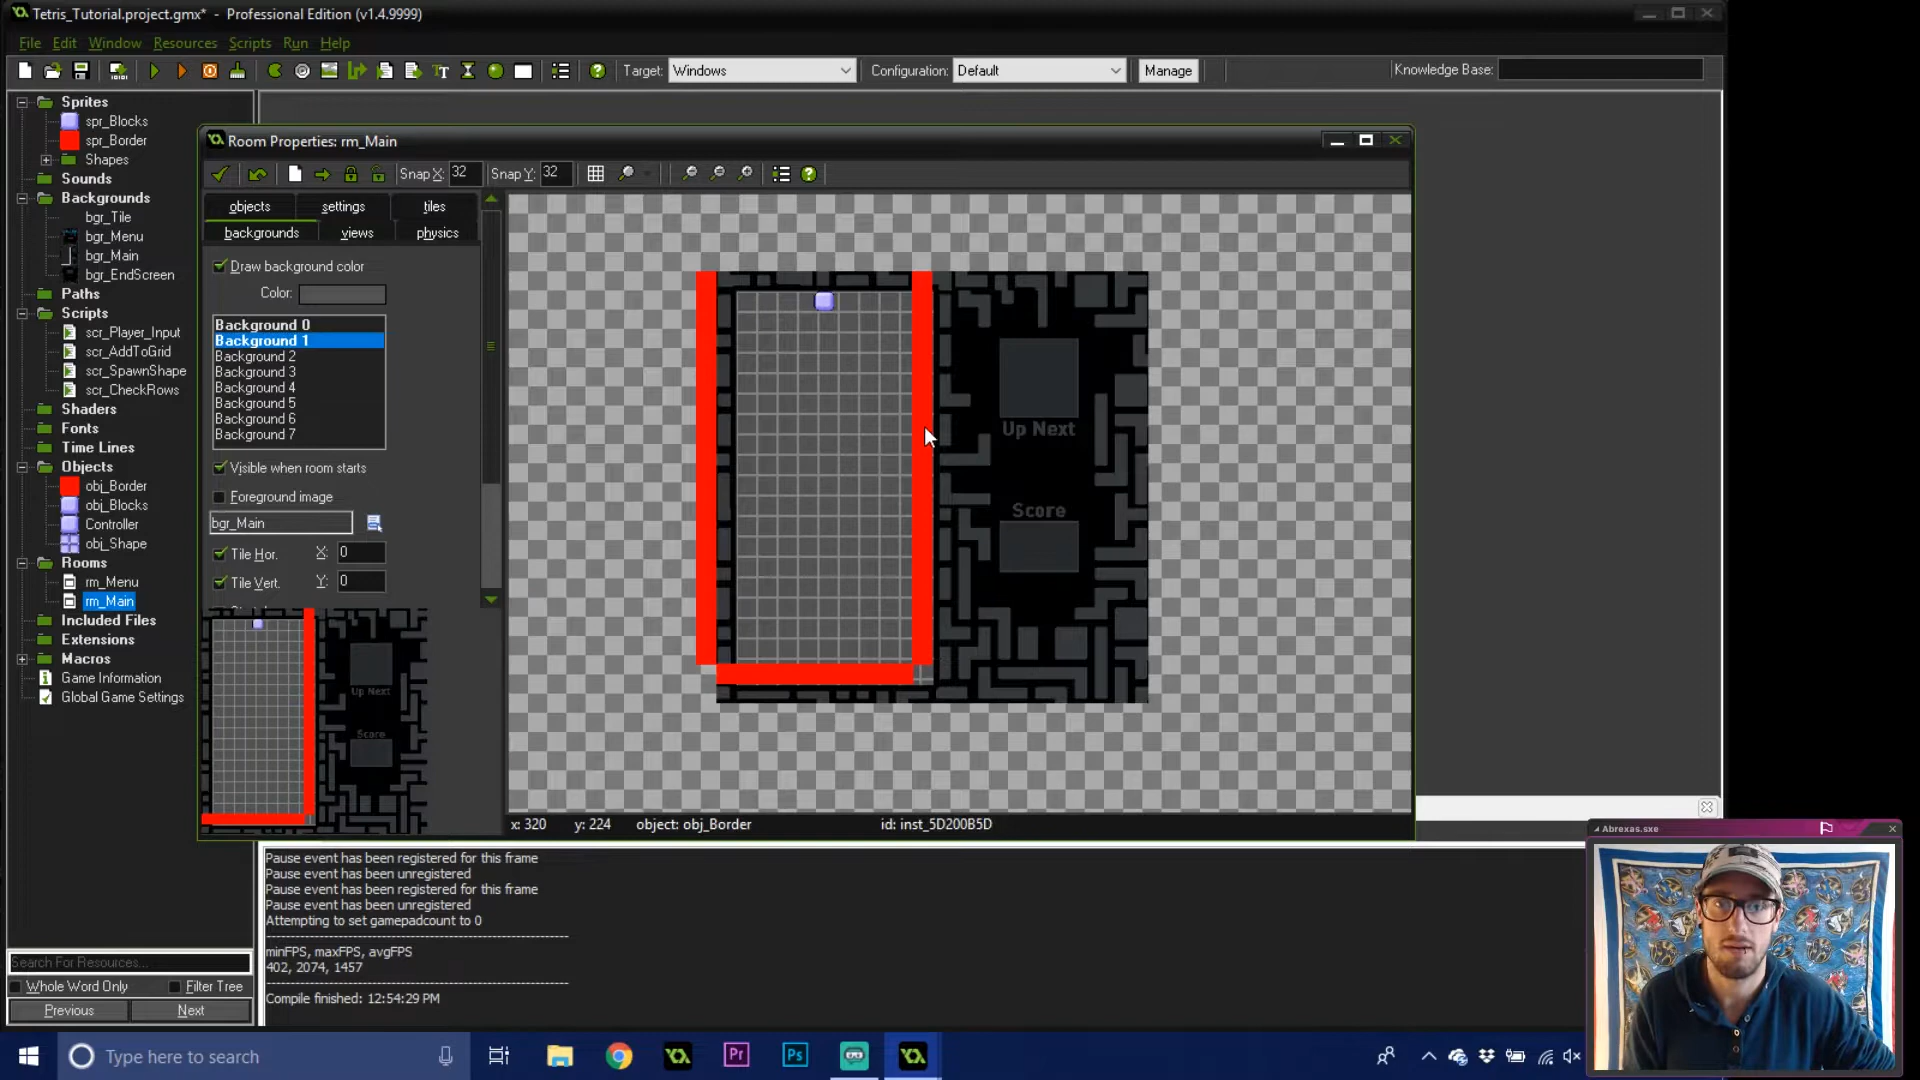 Tetris_Tutorial.project.gmx* - Professional Edition (v1.4.9999)
File Edit Window Resources Scripts Run Help
Target: Windows Configuration: Default Manage Knowledge Base:
Sprites
spr_Blocks
spr_Border
Shapes
Sounds
Backgrounds
bgr_Tile
bgr_Menu
bgr_Main
bgr_EndScreen
Paths
Scripts
scr_Player_Input
scr_AddToGrid
scr_SpawnShape
scr_CheckRows
Shaders
Fonts
Time Lines
Objects
obj_Border
obj_Blocks
Controller
obj_Shape
Rooms
rm_Menu
rm_Main
Included Files
Extensions
Macros
Game Information
Global Game Settings
Search For Resources...
Whole Word Only Filter Tree
Previous Next
Room Properties: rm_Main
Snap X: 32 Snap Y: 32
objects settings tiles
backgrounds views physics
Draw background color
Color:
Background 0
Background 1
Background 2
Background 3
Background 4
Background 5
Background 6
Background 7
Visible when room starts
Foreground image
bgr_Main
Tile Hor. X: 0
Tile Vert. Y: 0
Up Next
Score
Up Next
Score
x: 320 y: 224 object: obj_Border id: inst_5D200B5D
Pause event has been registered for this frame
Pause event has been unregistered
Pause event has been registered for this frame
Pause event has been unregistered
Attempting to set gamepadcount to 0
minFPS, maxFPS, avgFPS
402, 2074, 1457
Compile finished: 12:54:29 PM
Abrexas.sxe
Type here to search
Pr
Ps